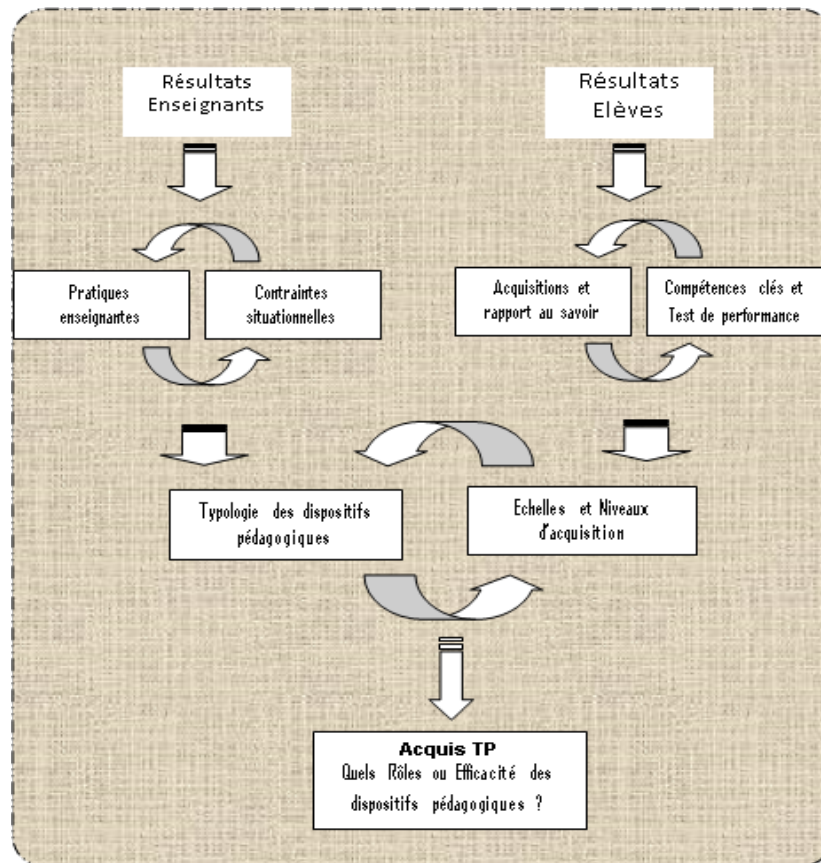 Résultats
Enseignants
Résultats
Elèves
Pratiques
enseignantes
Contraintes
situationnelles
Acquisitions et
rapport au savoir
Compétences clés et
Test de performance
Typologie des dispositifs
pédagogiques
Echelles et Niveaux
d'acquisition
Acquis TP
Quels Rôles ou Efficacité des
dispositifs pédagogiques ?